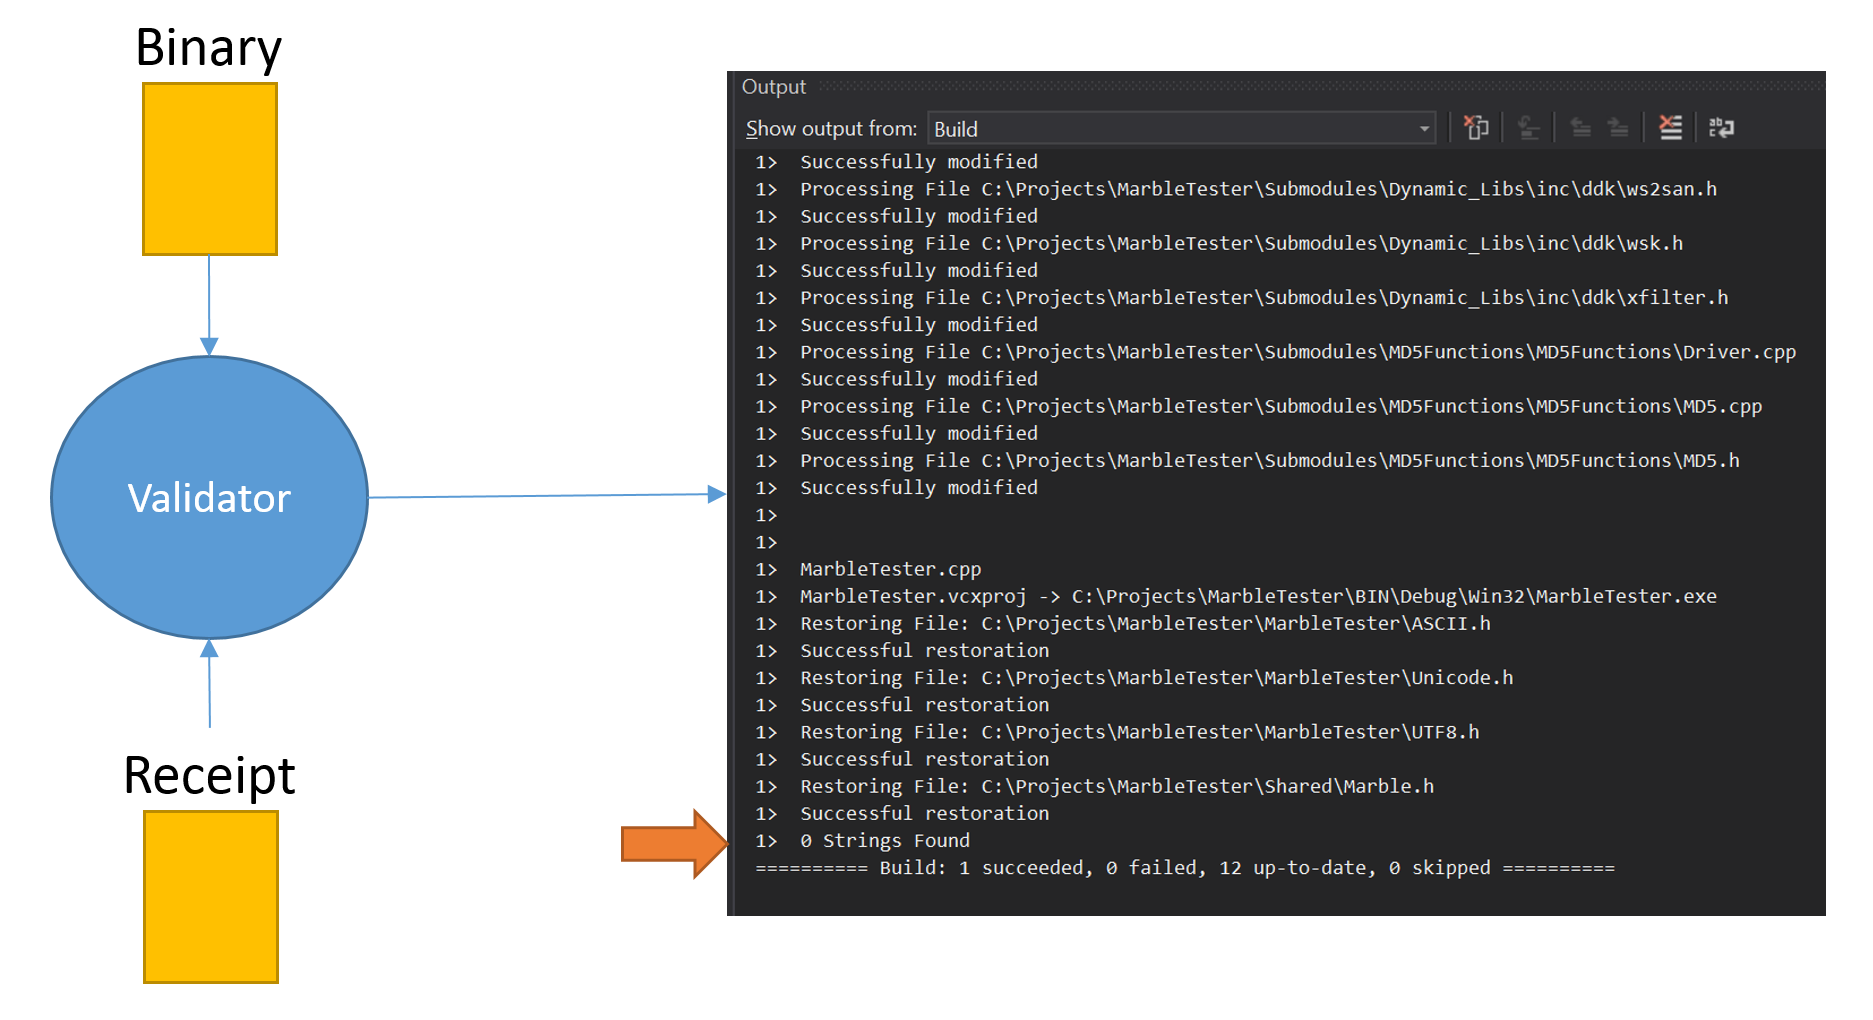 Binary
Validator
Receipt
Output
Show output from: Build
1> Successfully modified
1> Processing File C:\Projects\MarbleTester\Submodules\Dynamic_Libs\inc\ddk\ws2san.h
1> Successfully modified
1> Processing File C:\Projects\MarbleTester\Submodules\Dynamic_Libs\inc\ddk\wsk.h
1> Successfully modified
1> Processing File C:\Projects\MarbleTester\Submodules\Dynamic_Libs\inc\ddk\xfilter.h
1> Successfully modified
1> Processing File C:\Projects\MarbleTester\Submodules\MD5Functions\MD5Functions\Driver.cpp
1> Successfully modified
1> Processing File C:\Projects\MarbleTester\Submodules\MD5Functions\MD5Functions\MD5.cpp
1> Successfully modified
1> Processing File C:\Projects\MarbleTester\Submodules\MD5Functions\MD5Functions\MD5.h
1> Successfully modified
1>
1>
1> MarbleTester.cpp
1> MarbleTester.vcxproj -> C:\Projects\MarbleTester\BIN\Debug\Win32\MarbleTester.exe
1> Restoring File: C:\Projects\MarbleTester\MarbleTester\ASCII.h
1> Successful restoration
1> Restoring File: C:\Projects\MarbleTester\MarbleTester\Unicode.h
1> Successful restoration
1> Restoring File: C:\Projects\MarbleTester\MarbleTester\UTF8.h
1> Successful restoration
1> Restoring File: C:\Projects\MarbleTester\Shared\Marble.h
1> Successful restoration
1> 0 Strings Found
========== Build: 1 succeeded, 0 failed, 12 up-to-date, 0 skipped ==========